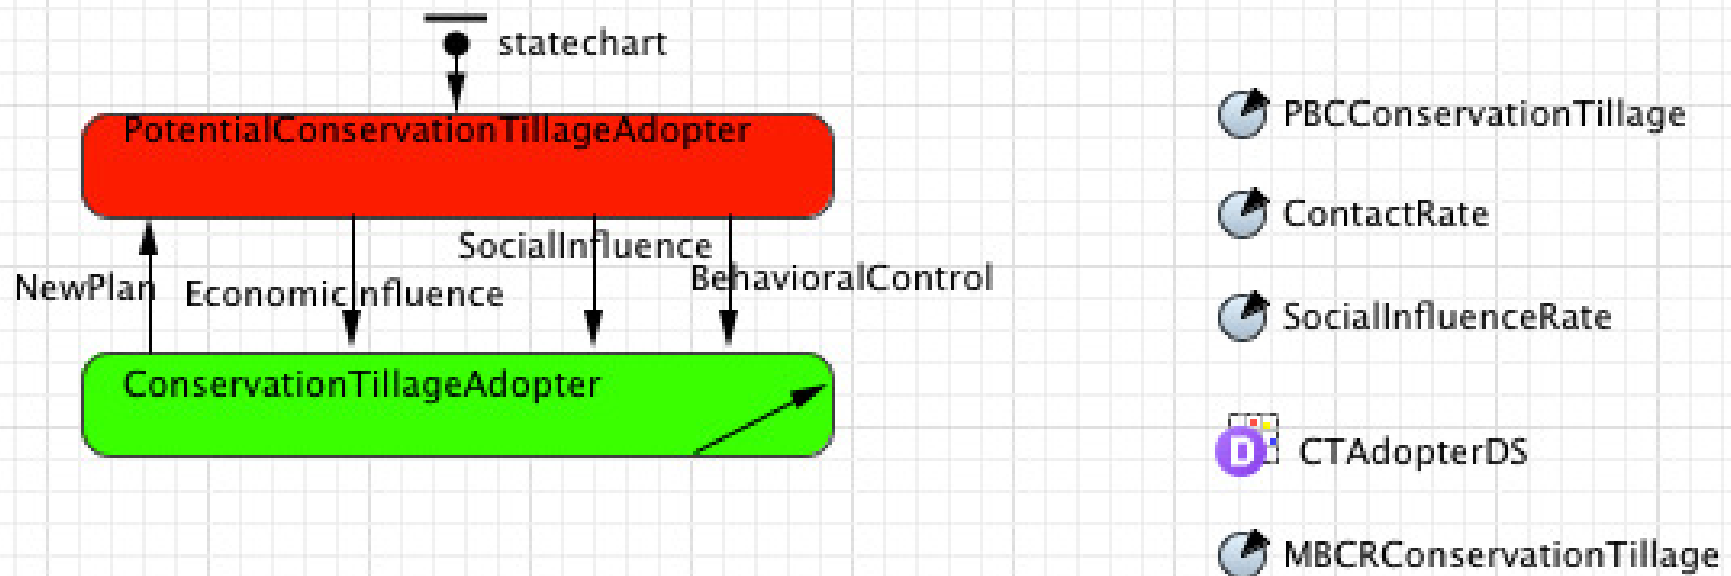 statechart
PotentialConservationTillageAdopter
SocialInfluence
BehavioralControl
NewPlan
EconomicInfluence
ConservationTillageAdopter
PBCConservationTillage
ContactRate
SocialInfluenceRate
D CTAdopterDS
MBCRConservationTillage